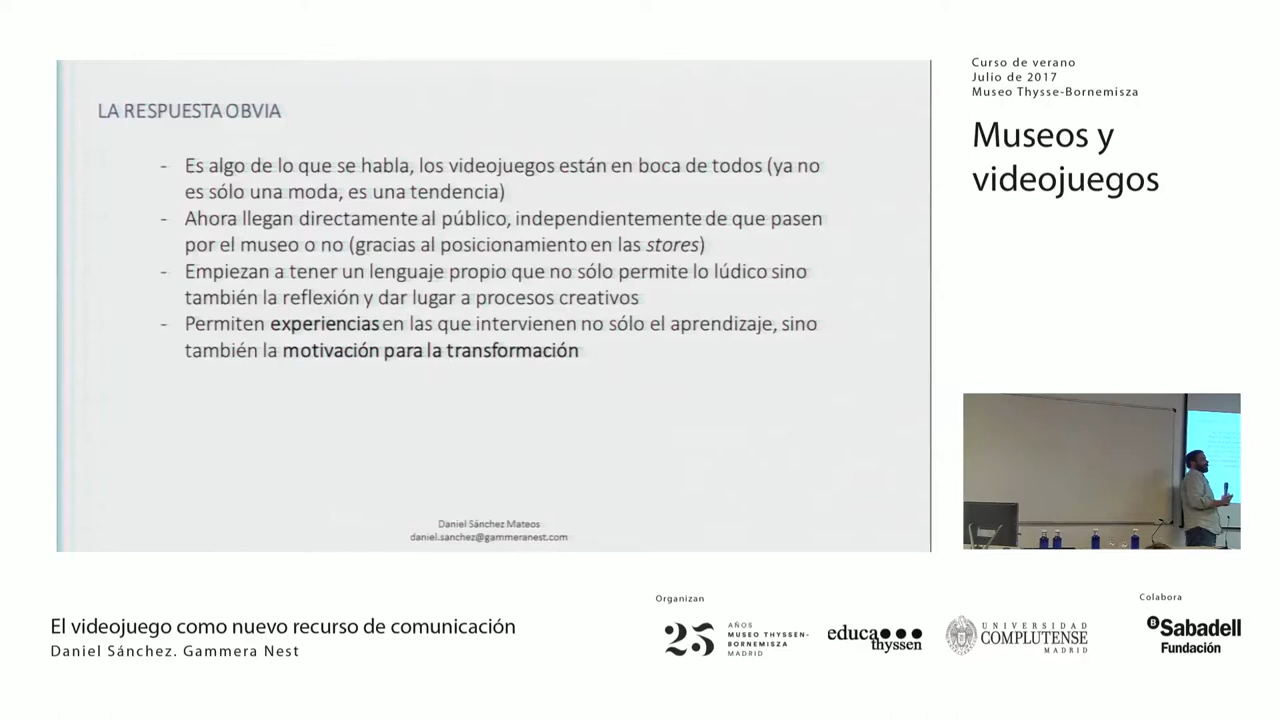 LA RESPUESTA OBVIA
- Es algo de lo que se habla, los videojuegos están en boca de todos (ya no
es sólo una moda, es una tendencia)
- Ahora llegan directamente al público, independientemente de que pasen
por el museo o no (gracias al posicionamiento en las stores)
- Empiezan a tener un lenguaje propio que no sólo permite lo lúdico sino
también la reflexión y dar lugar a procesos creativos
- Permiten experiencias en las que intervienen no sólo el aprendizaje, sino
también la motivación para la transformación
Daniel Sánchez Mateos
daniel.sanchez@gammeranest.com
Curso de verano
Julio de 2017
Museo Thysse-Bornemisza
Museos y
videojuegos
El videojuego como nuevo recurso de comunicación
Daniel Sánchez. Gammera Nest
Organizan
25
AÑOS
MUSEO THYSSEN-
BORNEMISZA
MADRID
educa
thyssen
UNIVERSIDAD
COMPLUTENSE
MADRID
Colabora
B Sabadell
Fundación